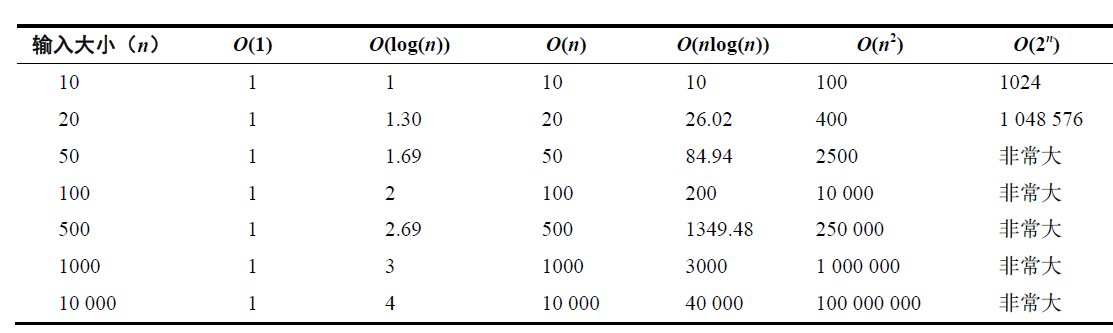 输入大小（n） O(1) O(log(n)) O(n) O(nlog(n)) O(n²) O(2ⁿ)
10 1 1 10 10 100 1024
20 1 1.30 20 26.02 400 1 048 576
50 1 1.69 50 84.94 2500 非常大
100 1 2 100 200 10 000 非常大
500 1 2.69 500 1349.48 250 000 非常大
1000 1 3 1000 3000 1 000 000 非常大
10 000 1 4 10 000 40 000 100 000 000 非常大